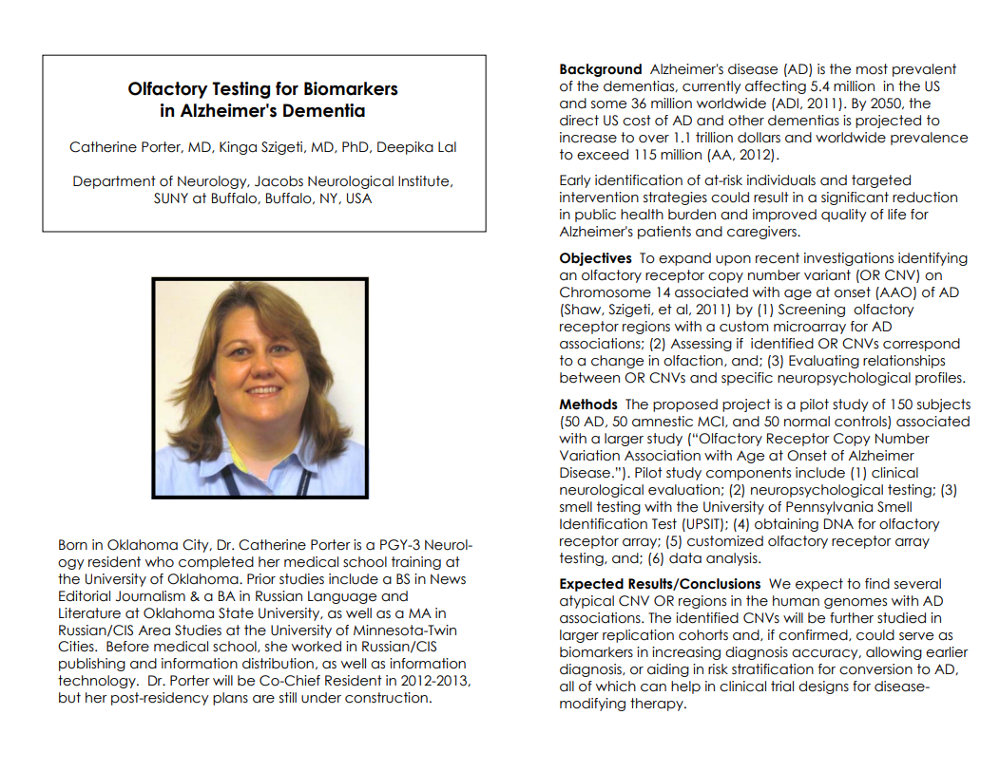 Olfactory Testing for Biomarkers
in Alzheimer's Dementia
Catherine Porter, MD, Kinga Szigeti, MD, PhD, Deepika Lal
Department of Neurology, Jacobs Neurological Institute,
SUNY at Buffalo, Buffalo, NY, USA
Born in Oklahoma City, Dr. Catherine Porter is a PGY-3 Neurol-
ogy resident who completed her medical school training at
the University of Oklahoma. Prior studies include a BS in News
Editorial Journalism & a BA in Russian Language and
Literature at Oklahoma State University, as well as a MA in
Russian/CIS Area Studies at the University of Minnesota-Twin
Cities. Before medical school, she worked in Russian/CIS
publishing and information distribution, as well as information
technology. Dr. Porter will be Co-Chief Resident in 2012-2013,
but her post-residency plans are still under construction.
Background Alzheimer's disease (AD) is the most prevalent
of the dementias, currently affecting 5.4 million in the US
and some 36 million worldwide (ADI, 2011). By 2050, the
direct US cost of AD and other dementias is projected to
increase to over 1.1 trillion dollars and worldwide prevalence
to exceed 115 million (AA, 2012).
Early identification of at-risk individuals and targeted
intervention strategies could result in a significant reduction
in public health burden and improved quality of life for
Alzheimer's patients and caregivers.
Objectives To expand upon recent investigations identifying
an olfactory receptor copy number variant (OR CNV) on
Chromosome 14 associated with age at onset (AAO) of AD
(Shaw, Szigeti, et al, 2011) by (1) Screening olfactory
receptor regions with a custom microarray for AD
associations; (2) Assessing if identified OR CNVs correspond
to a change in olfaction, and; (3) Evaluating relationships
between OR CNVs and specific neuropsychological profiles.
Methods The proposed project is a pilot study of 150 subjects
(50 AD, 50 amnestic MCI, and 50 normal controls) associated
with a larger study (“Olfactory Receptor Copy Number
Variation Association with Age at Onset of Alzheimer
Disease.”). Pilot study components include (1) clinical
neurological evaluation; (2) neuropsychological testing; (3)
smell testing with the University of Pennsylvania Smell
Identification Test (UPSIT); (4) obtaining DNA for olfactory
receptor array; (5) customized olfactory receptor array
testing, and; (6) data analysis.
Expected Results/Conclusions We expect to find several
atypical CNV OR regions in the human genomes with AD
associations. The identified CNVs will be further studied in
larger replication cohorts and, if confirmed, could serve as
biomarkers in increasing diagnosis accuracy, allowing earlier
diagnosis, or aiding in risk stratification for conversion to AD,
all of which can help in clinical trial designs for disease-
modifying therapy.